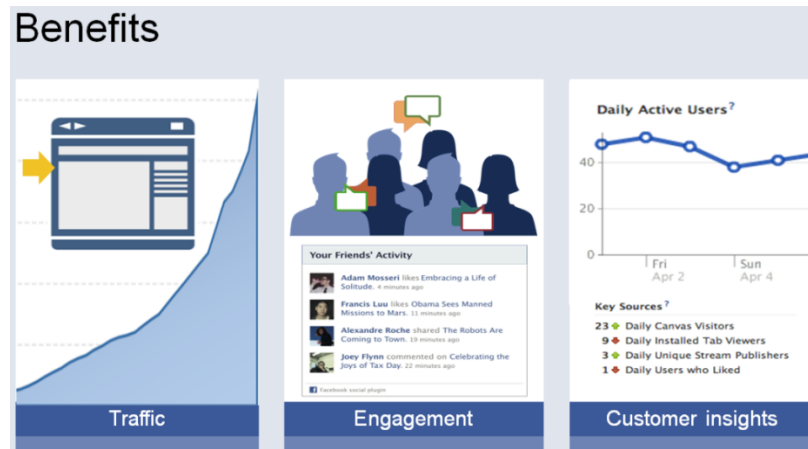 Benefits
Traffic
Your Friends' Activity
Adam Mosseri likes Embracing a Life of
Solitude. 4 minutes ago
Francis Luu likes Obama Sees Manned
Missions to Mars. 11 minutes ago
Alexandre Roche shared The Robots Are
Coming to Town. 19 minutes ago
Joey Flynn commented on Celebrating the
Joys of Tax Day. 22 minutes ago
Facebook social plugin
Engagement
Daily Active Users?
40
20
0
Fri
Apr 2
Sun
Apr 4
Key Sources?
23 Daily Canvas Visitors
9 Daily Installed Tab Viewers
3 Daily Unique Stream Publishers
1 Daily Users who Liked
Customer insights